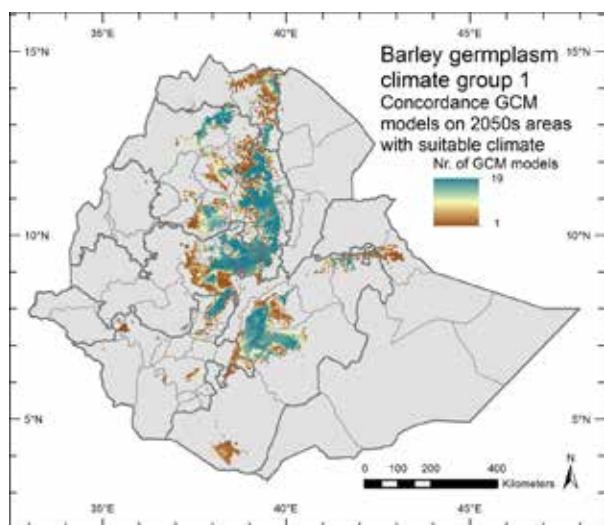 35°E 40°E 45°E
15°N 15°N
Barley germplasm
climate group 1
Concordance GCM
models on 2050s areas
with suitable climate
Nr. of GCM models
19
1
10°N 10°N
5°N 5°N
N
0 100 200 400
Kilometers
35°E 40°E 45°E